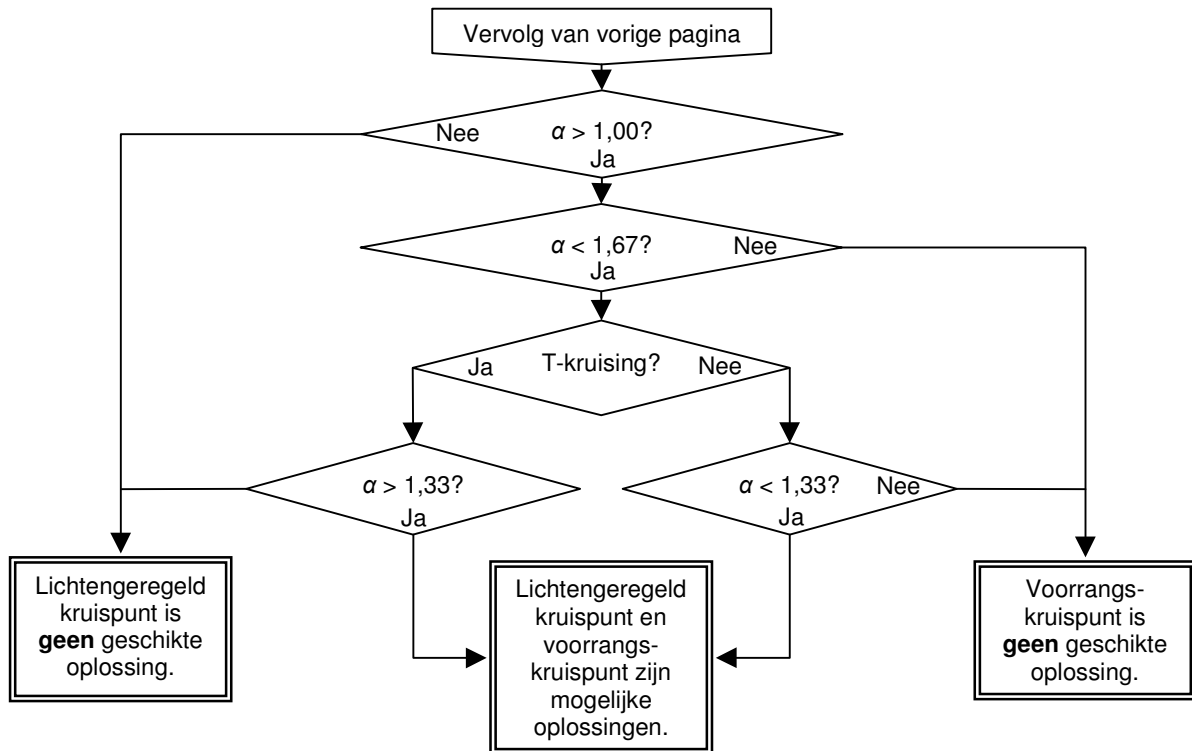 Vervolg van vorige pagina
Nee
α > 1,00?
Ja
α < 1,67?
Nee
Ja
Ja
T-kruising?
Nee
α > 1,33?
Ja
α < 1,33?
Nee
Ja
Lichtengeregeld
kruispunt is
geen geschikte
oplossing.
Lichtengeregeld
kruispunt en
voorrangs-
kruispunt zijn
mogelijke
oplossingen.
Voorrangs-
kruispunt is
geen geschikte
oplossing.